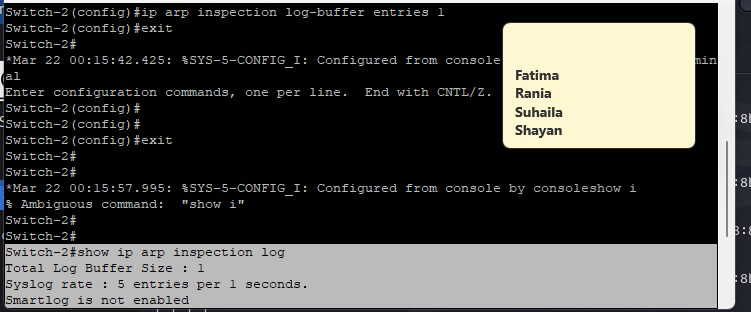 Switch-2(config)#ip arp inspection log-buffer entries 1
Switch-2(config)#exit
Switch-2#
*Mar 22 00:15:42.425: %SYS-5-CONFIG_I: Configured from console
min
al
Enter configuration commands, one per line. End with CNTL/Z.
Switch-2(config)#
Switch-2(config)#
Switch-2(config)#exit
Switch-2#
Switch-2#
*Mar 22 00:15:57.995: %SYS-5-CONFIG_I: Configured from console by consoleshow i
% Ambiguous command: "show i"
Switch-2#
Switch-2#
Switch-2#show ip arp inspection log
Total Log Buffer Size : 1
Syslog rate : 5 entries per 1 seconds.
Smartlog is not enabled
Fatima
Rania
Suhaila
Shayan